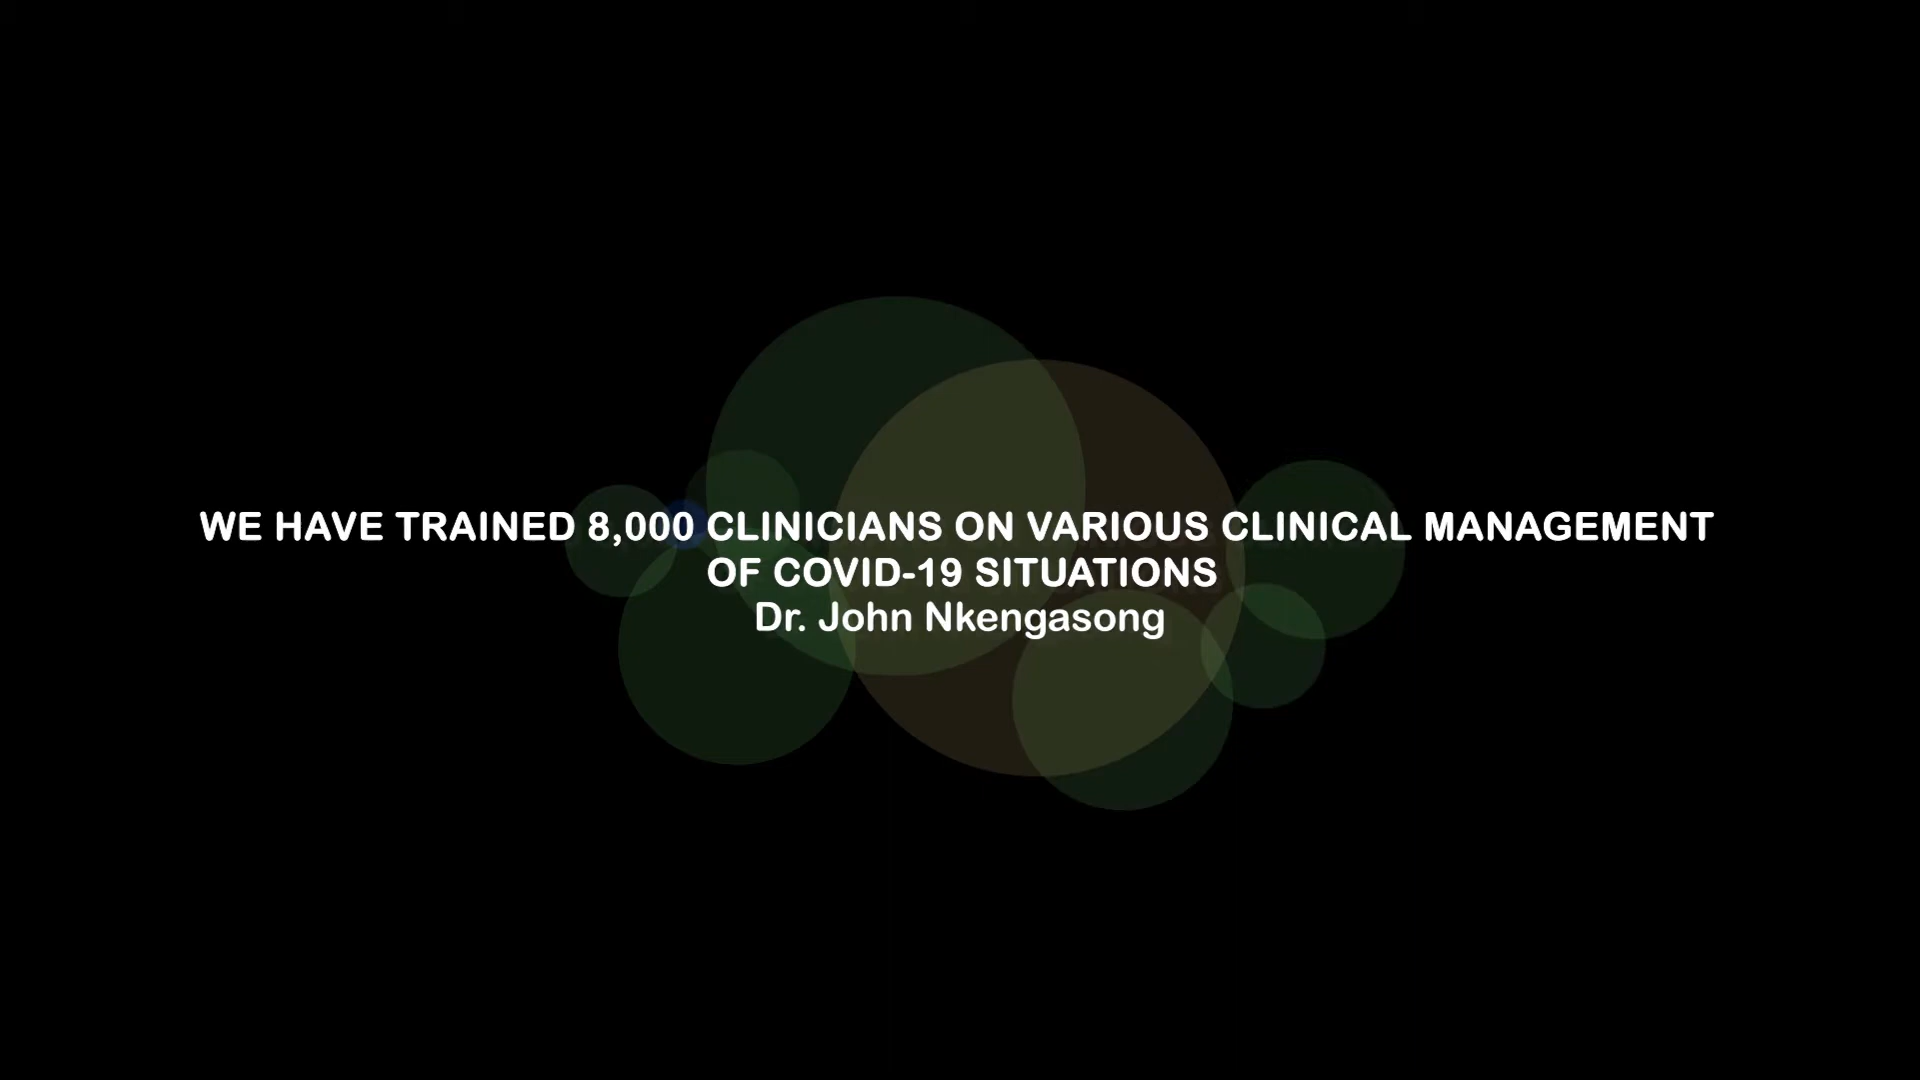 WE HAVE TRAINED 8,000 CLINICIANS ON VARIOUS CLINICAL MANAGEMENT
OF COVID-19 SITUATIONS
Dr. John Nkengasong